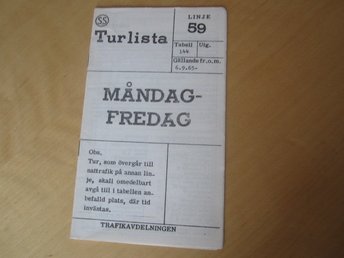 SS
Turlista
LINJE
59
Tabell Utg.
144
Gällande fr.o.m.
6.9.65-
MÅNDAG-
FREDAG
Obs.
Tur, som övergår till
nattrafik på annan lin-
je, skall omedelbart
avgå till i tabellen an-
befalld plats, där tid
inväntas.
TRAFIKAVDELNINGEN